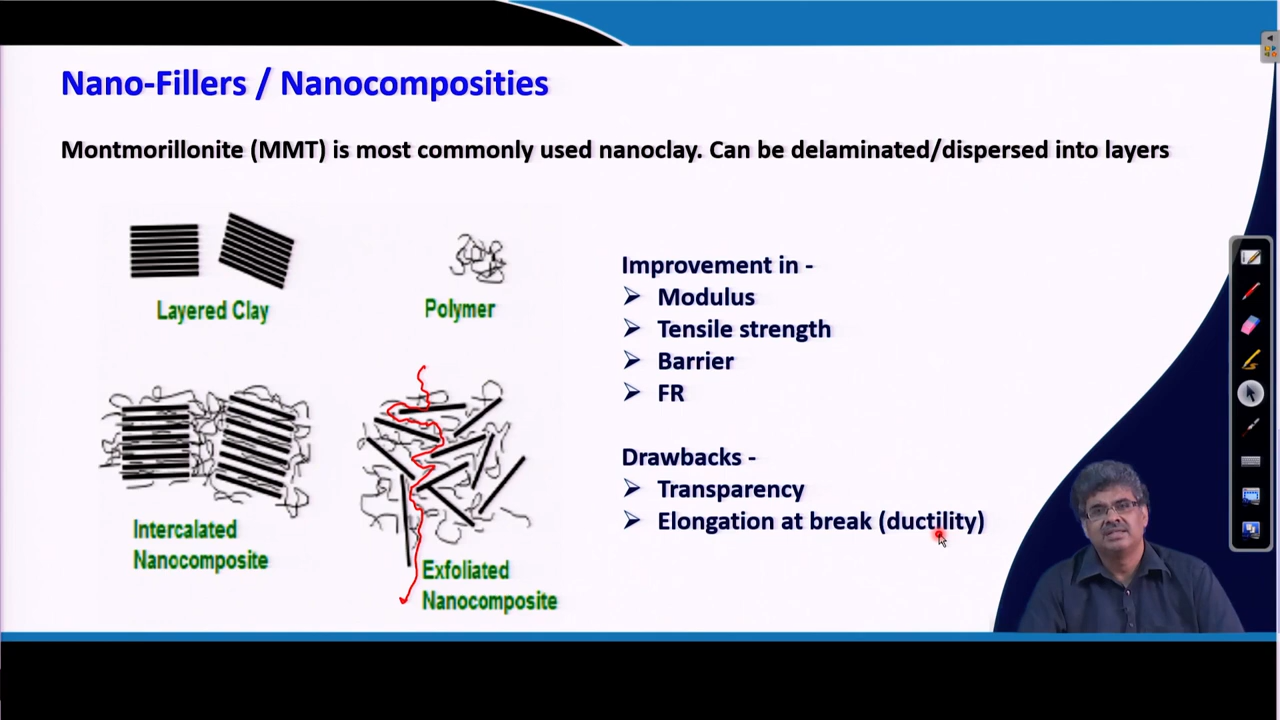 Nano-Fillers / Nanocomposities
Montmorillonite (MMT) is most commonly used nanoclay. Can be delaminated/dispersed into layers
Layered Clay
Polymer
Intercalated
Nanocomposite
Exfoliated
Nanocomposite
Improvement in -
Modulus
Tensile strength
Barrier
FR
Drawbacks -
Transparency
Elongation at break (ductility)